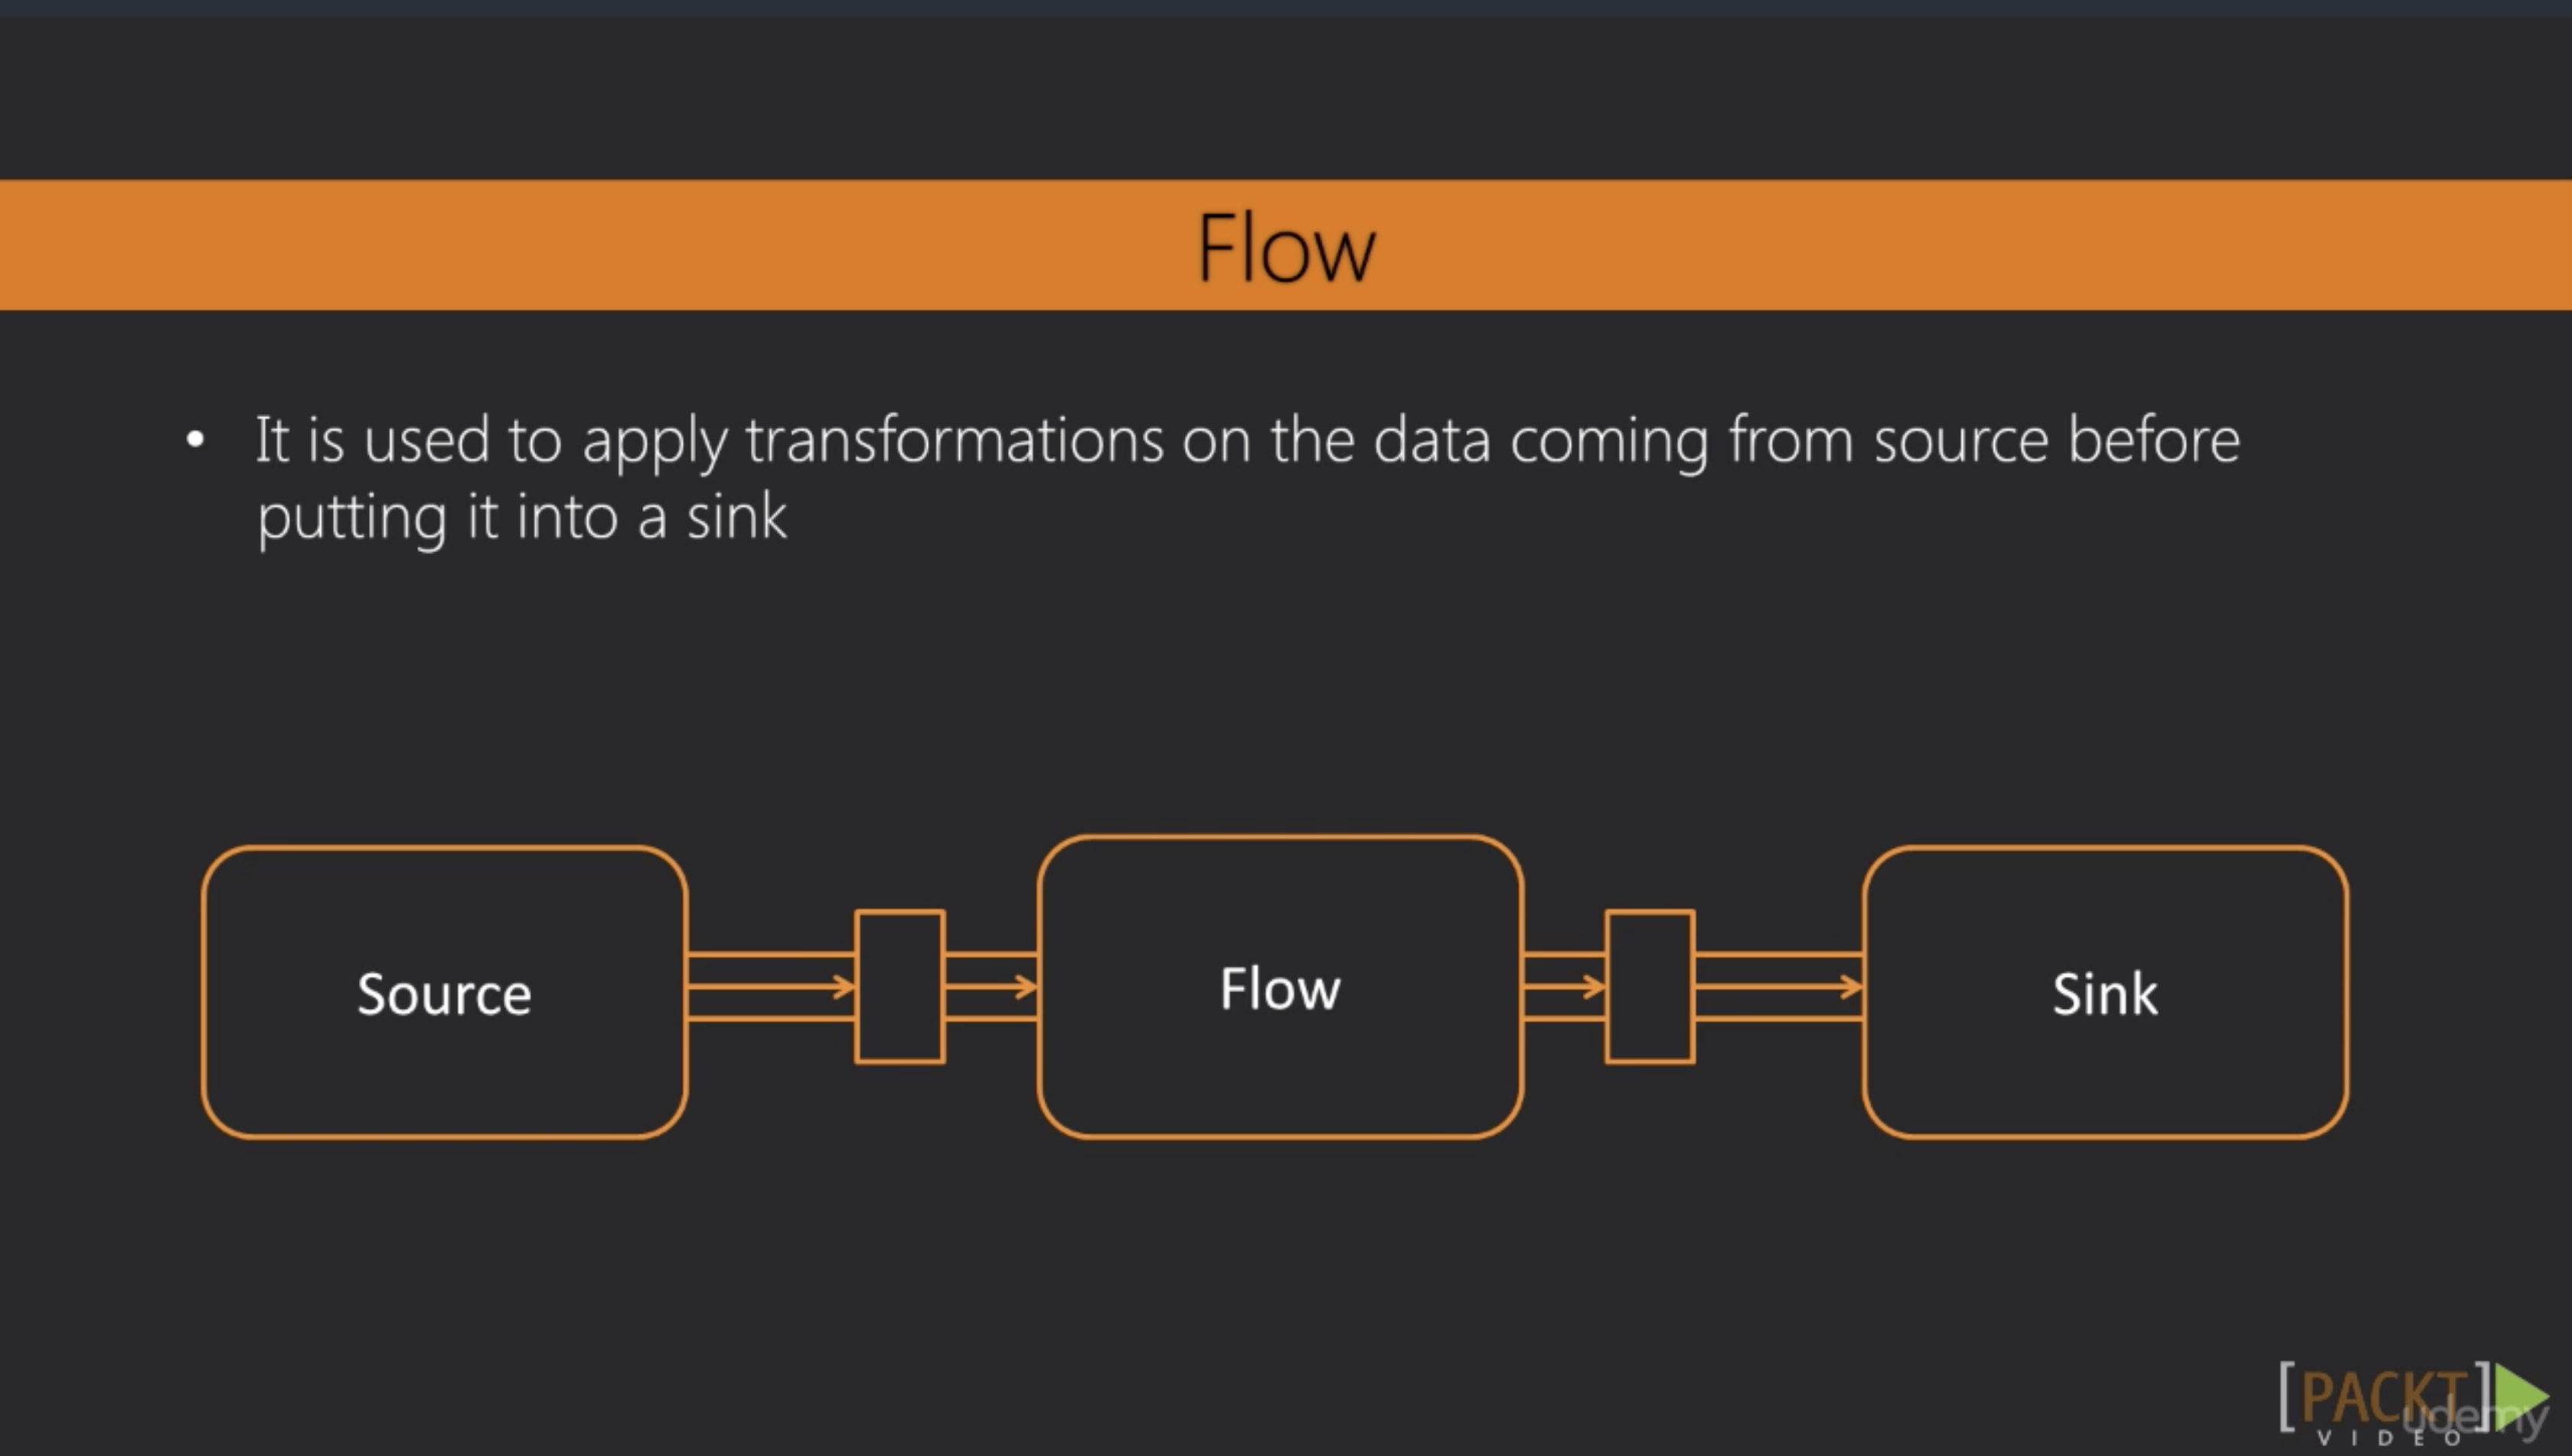 Flow
• It is used to apply transformations on the data coming from source before
putting it into a sink
Source
Flow
Sink
[PACKT]
udemy
VIDEO